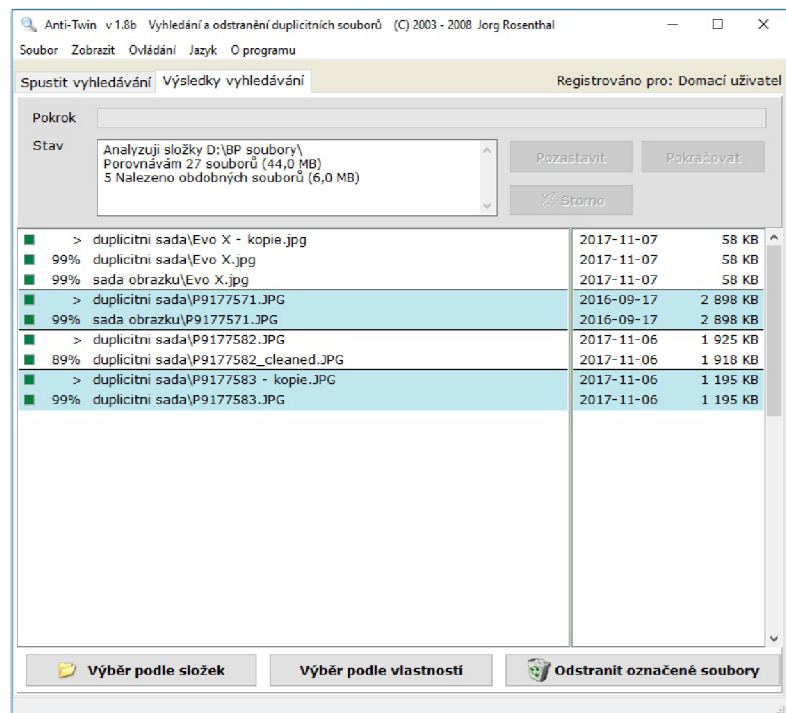 Anti-Twin v 1.8b Vyhledání a odstranění duplicitních souborů (C) 2003 - 2008 Jorg Rosenthal
Soubor Zobrazit Ovládání Jazyk O programu
Spustit vyhledávání Výsledky vyhledávání Registrováno pro: Domací uživatel
Pokrok
Stav
Analyzuji složky D:\BP soubory\
Porovnávám 27 souborů (44,0 MB)
5 Nalezeno obdobných souborů (6,0 MB)
Pozastavit Pokračovat
Storno
> duplicitni sada\Evo X - kopie.jpg 2017-11-07 58 KB
99% duplicitni sada\Evo X.jpg 2017-11-07 58 KB
99% sada obrazku\Evo X.jpg 2017-11-07 58 KB
> duplicitni sada\P9177571.JPG 2016-09-17 2 898 KB
99% sada obrazku\P9177571.JPG 2016-09-17 2 898 KB
> duplicitni sada\P9177582.JPG 2017-11-06 1 925 KB
89% duplicitni sada\P9177582_cleaned.JPG 2017-11-06 1 918 KB
> duplicitni sada\P9177583 - kopie.JPG 2017-11-06 1 195 KB
99% duplicitni sada\P9177583.JPG 2017-11-06 1 195 KB
Výběr podle složek Výběr podle vlastností Odstranit označené soubory